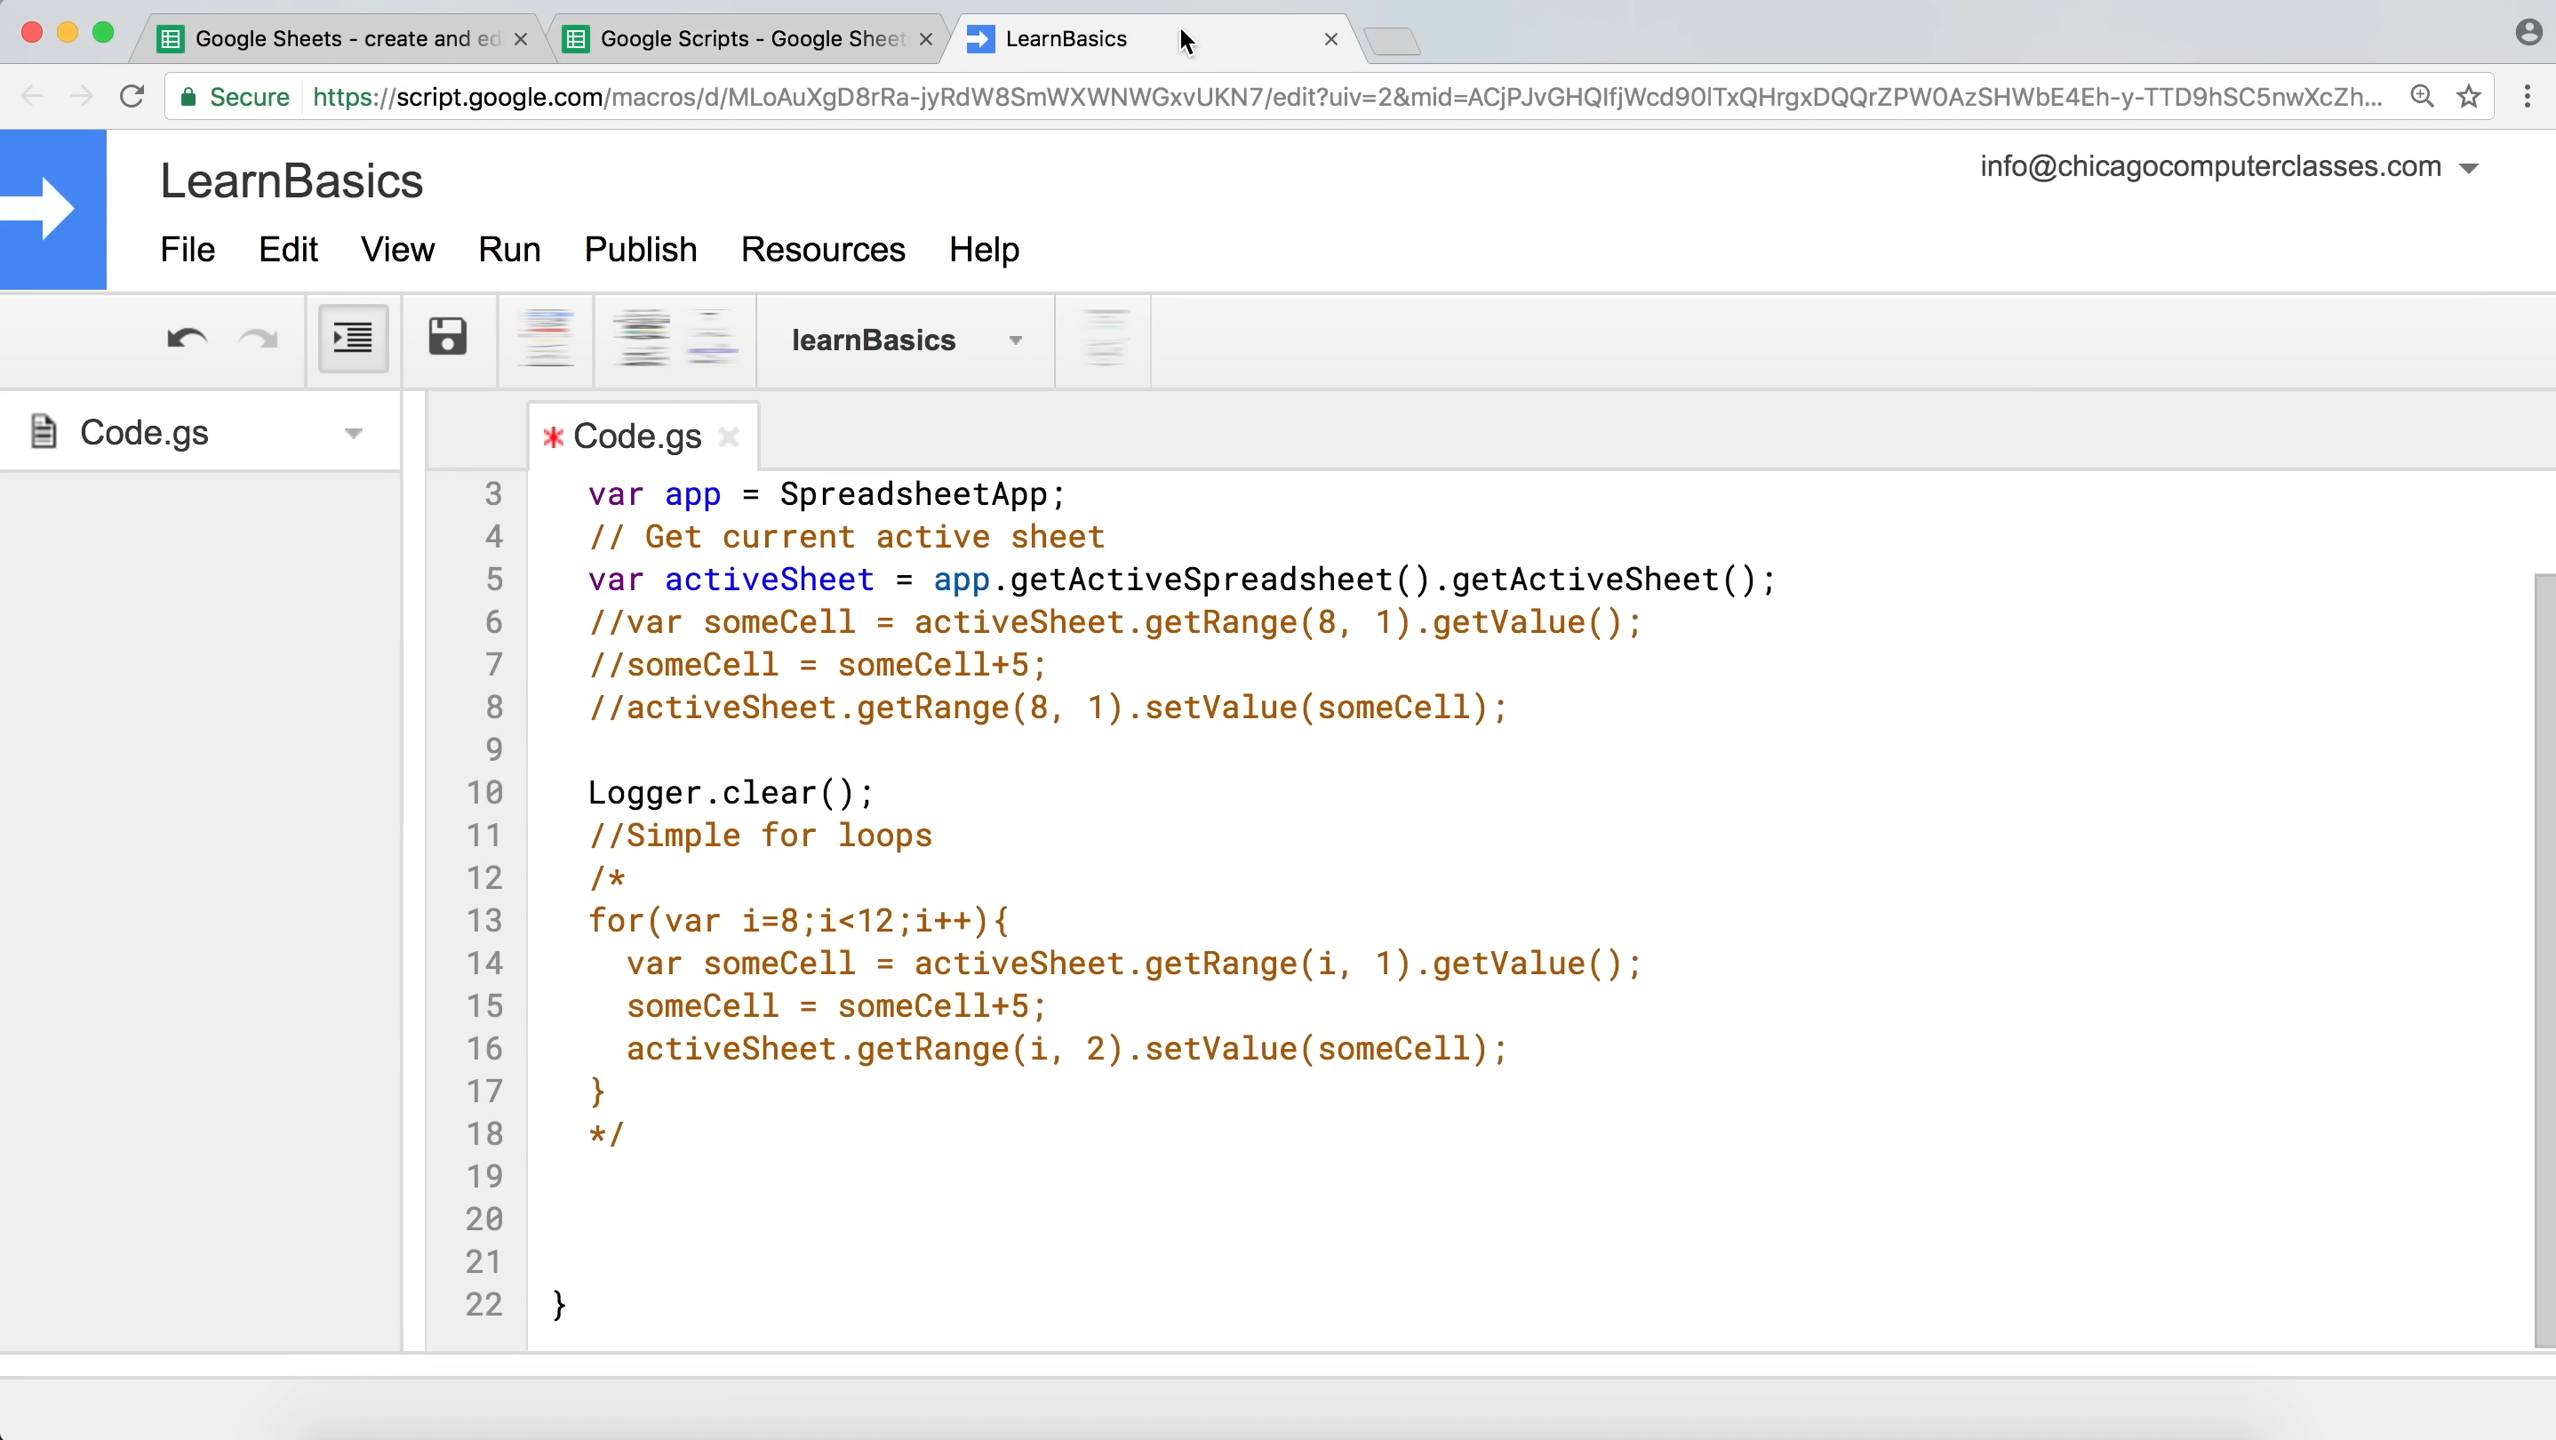 Google Sheets - create and ed
Google Scripts - Google Sheet
LearnBasics
Secure
https://script.google.com/macros/d/MLoAuXgD8rRa-jyRdW8SmWXWNWGxvUKN7/edit?uiv=2&mid=ACjPJvGHQIfjWcd90ITxQHrgxDQQrZPW0AzSHWbE4Eh-y-TTD9hSC5nwXcZh...
LearnBasics
info@chicagocomputerclasses.com
File Edit View Run Publish Resources Help
learnBasics
Code.gs
* Code.gs
3 var app = SpreadsheetApp;
4 // Get current active sheet
5 var activeSheet = app.getActiveSpreadsheet().getActiveSheet();
6 //var someCell = activeSheet.getRange(8, 1).getValue();
7 //someCell = someCell+5;
8 //activeSheet.getRange(8, 1).setValue(someCell);
9
10 Logger.clear();
11 //Simple for loops
12 /*
13 for(var i=8;i<12;i++){
14 var someCell = activeSheet.getRange(i, 1).getValue();
15 someCell = someCell+5;
16 activeSheet.getRange(i, 2).setValue(someCell);
17 }
18 */
19
20
21
22 }